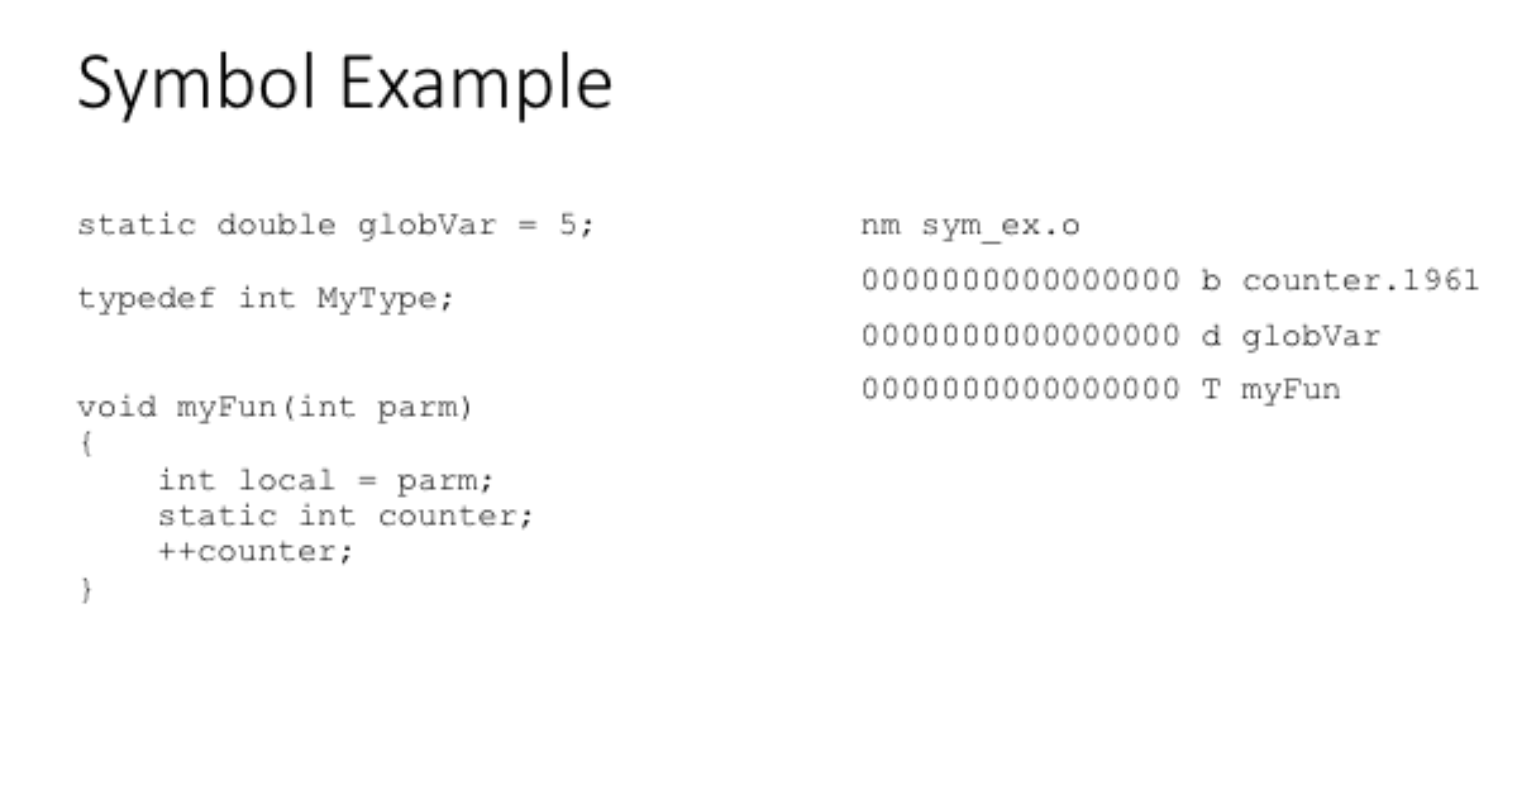 Symbol Example
static double globVar = 5;
typedef int MyType;
void myFun(int parm)
{
    int local = parm;
    static int counter;
    ++counter;
}
nm sym_ex.o
0000000000000000 b counter.1961
0000000000000000 d globVar
0000000000000000 T myFun